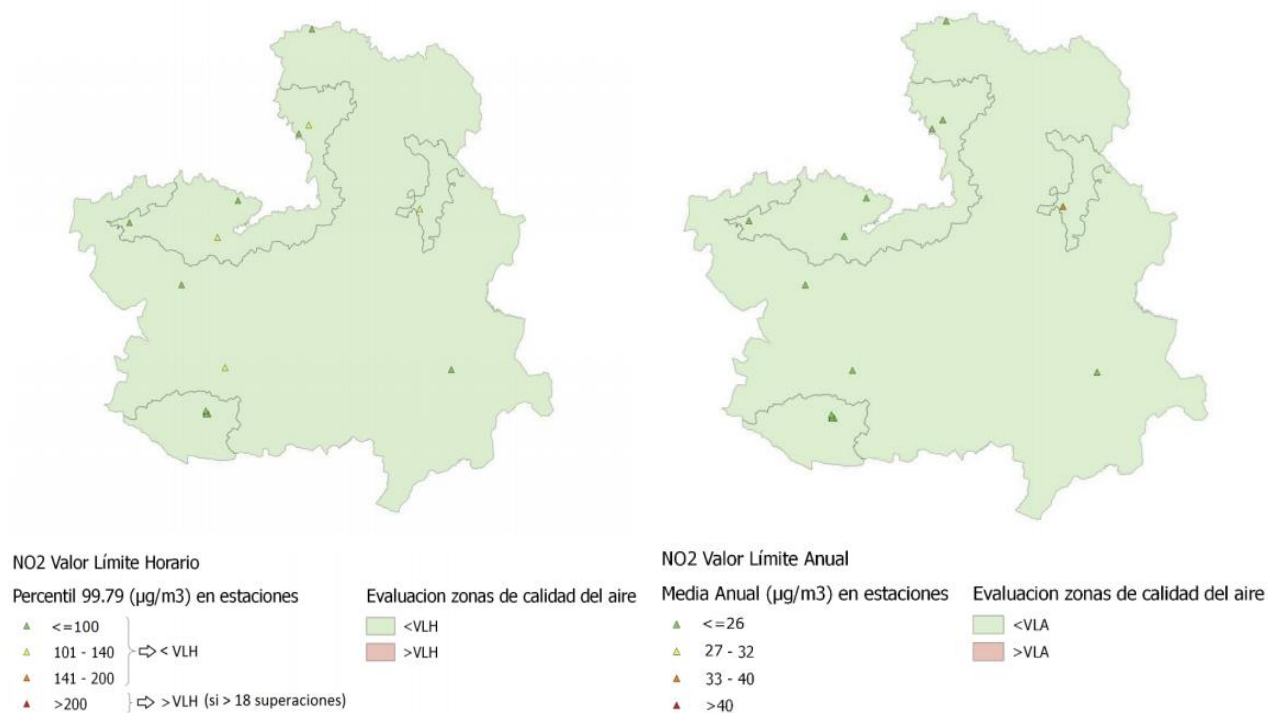 NO2 Valor Límite Horario
Percentil 99.79 (µg/m3) en estaciones
<=100
101 - 140
141 - 200
>200
< VLH
>VLH (si > 18 superaciones)
Evaluacion zonas de calidad del aire
<VLH
>VLH
NO2 Valor Límite Anual
Media Anual (µg/m3) en estaciones
<=26
27 - 32
33 - 40
>40
Evaluacion zonas de calidad del aire
<VLA
>VLA